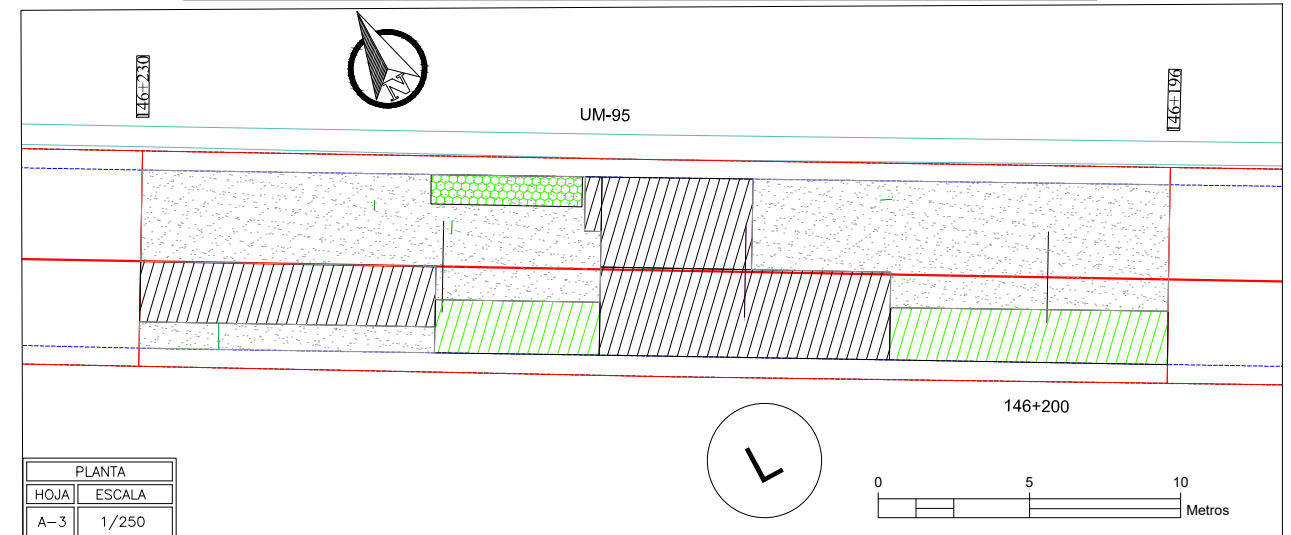 146+230
N
UM-95
146+196
146+200
PLANTA
HOJA ESCALA
A-3 1/250
0 5 10
Metros